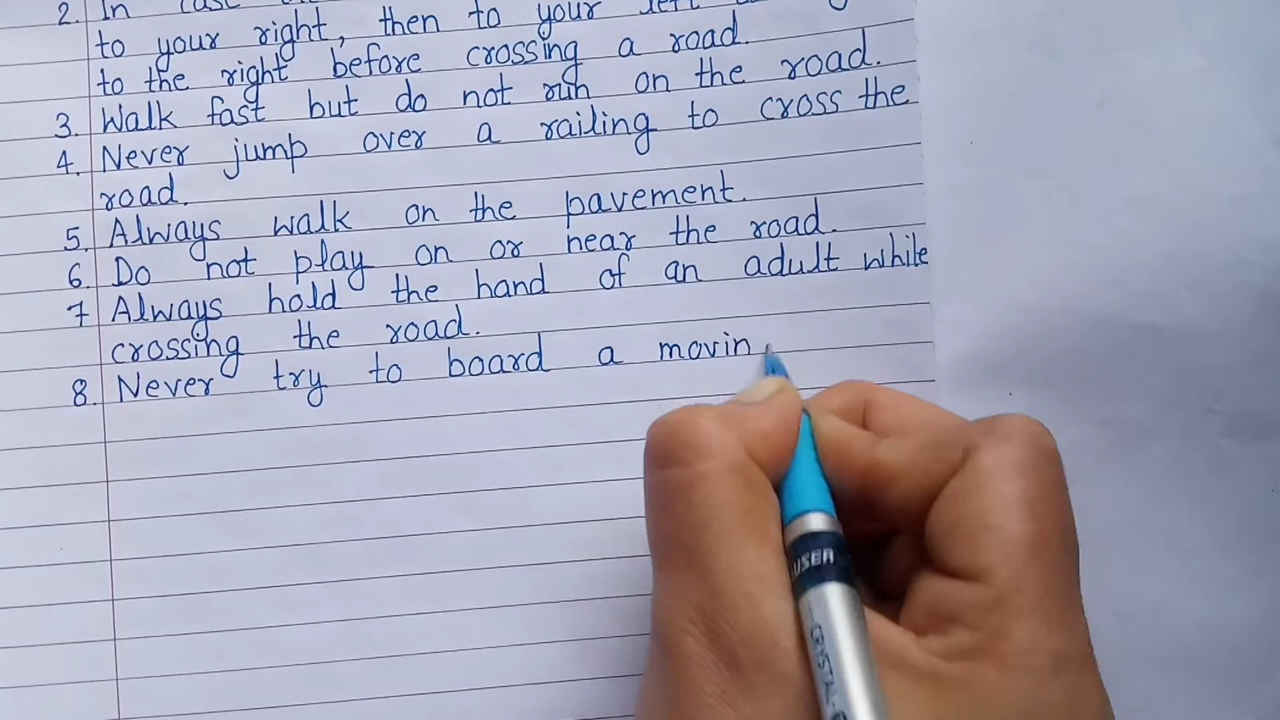 2. In
to your right, then to your left
to the right before crossing a road.
3. Walk fast but do not run on the road.
4. Never jump over a railing to cross the
road.
5. Always walk on the pavement.
6. Do not play on or near the road.
7 Always hold the hand of an adult while
crossing the road.
8. Never try to board a movin
USER
CRYSTAL